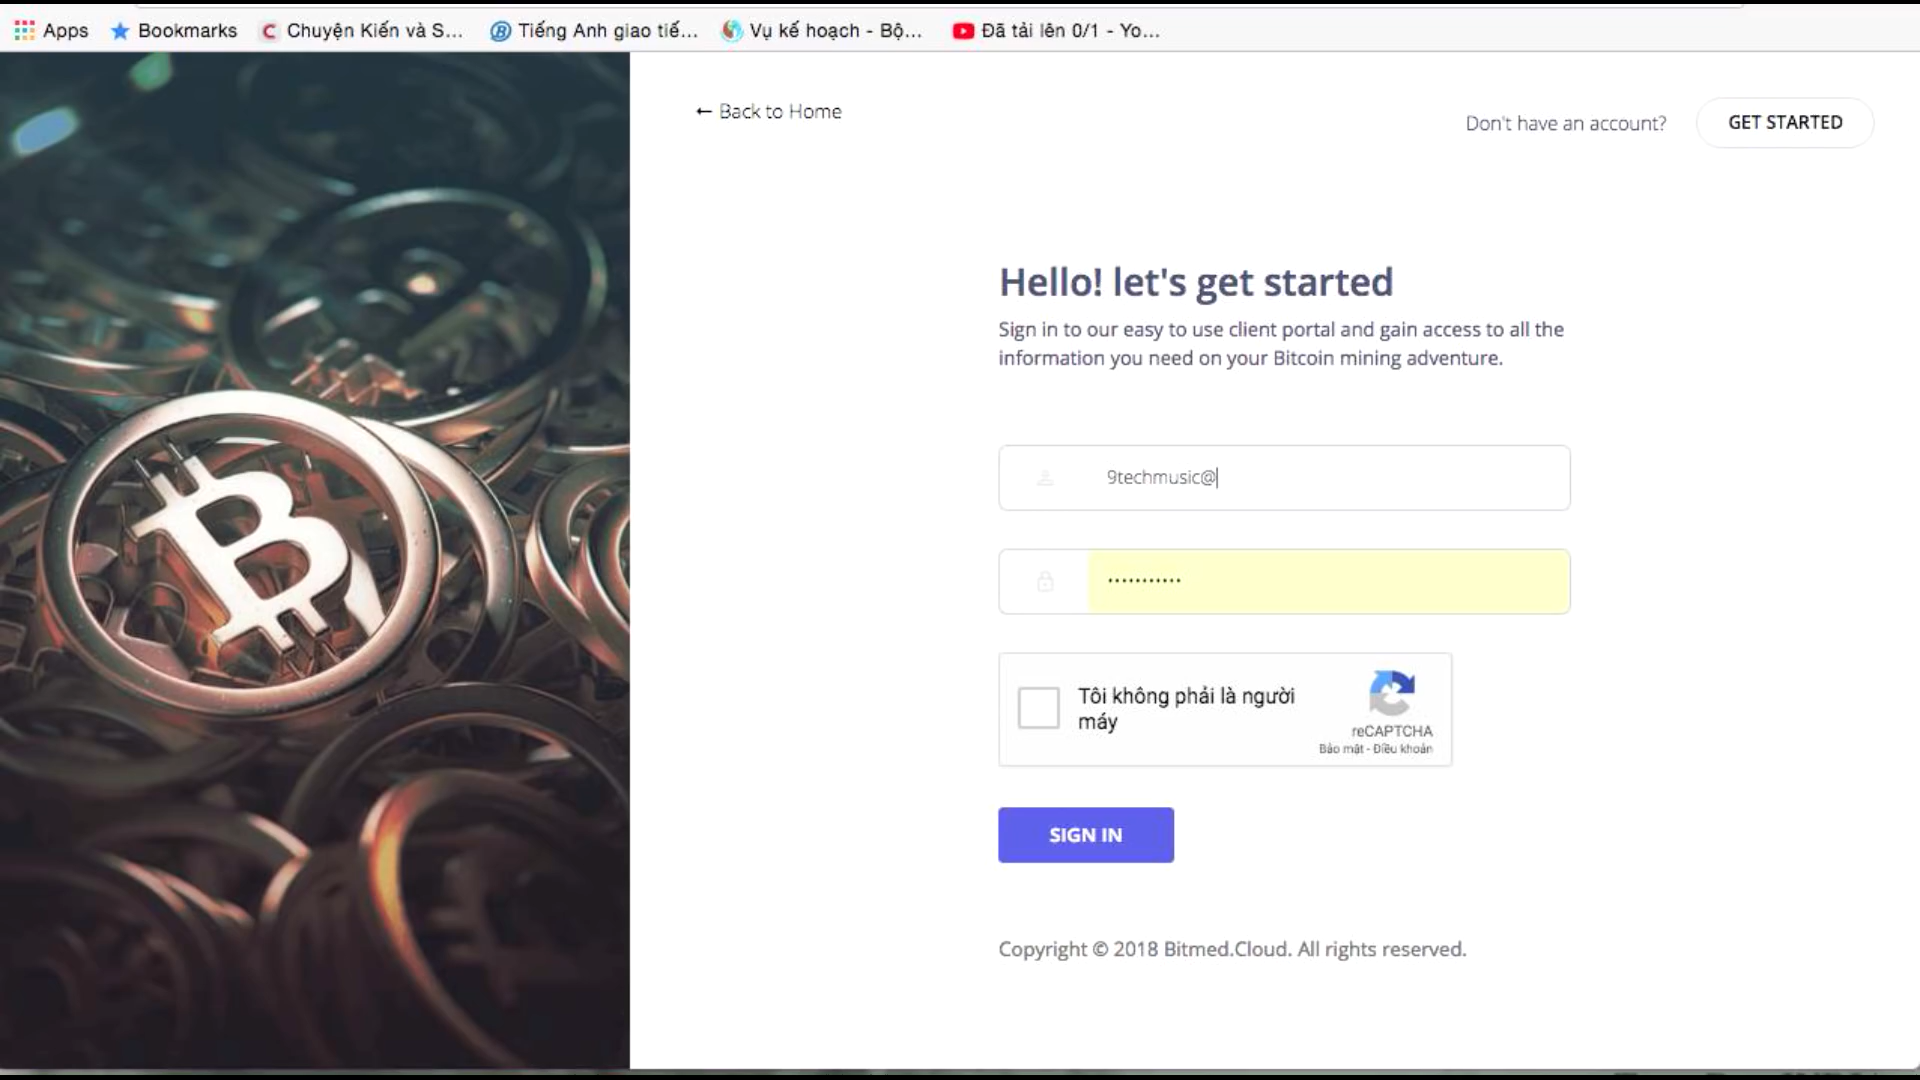 Apps Bookmarks Chuyện Kiến và S... Tiếng Anh giao tiế... Vụ kế hoạch - Bộ... Đã tải lên 0/1 - Yo...
← Back to Home
Don't have an account? GET STARTED
Hello! let's get started
Sign in to our easy to use client portal and gain access to all the
information you need on your Bitcoin mining adventure.
9techmusic@
•••••••••••
Tôi không phải là người
máy
reCAPTCHA
Bảo mật - Điều khoản
SIGN IN
Copyright © 2018 Bitmed.Cloud. All rights reserved.